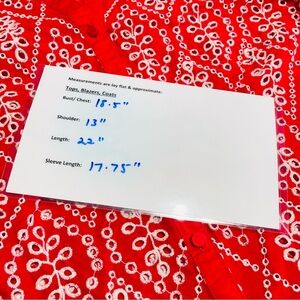 Measurements are lay flat & approximate:
Tops, Blazers, Coats
Bust/ Chest: 18.5"
Shoulder: 13"
Length: 22"
Sleeve Length: 17.75"